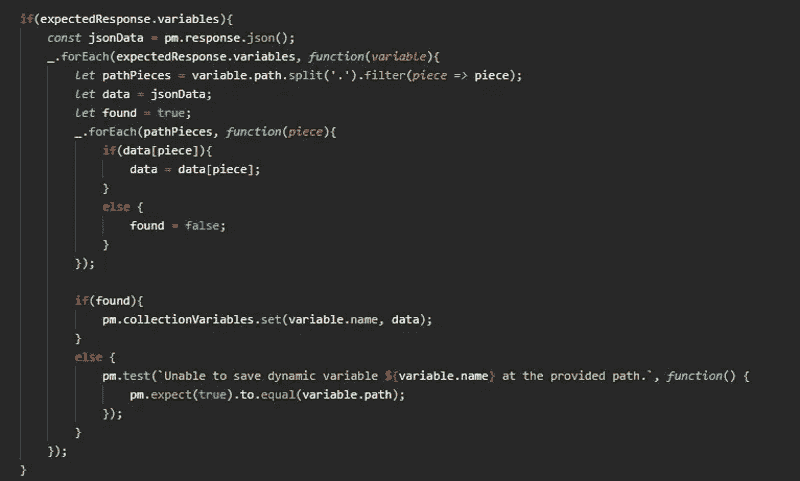 if(expectedResponse.variables){
    const jsonData = pm.response.json();
    _.forEach(expectedResponse.variables, function(variable){
        let pathPieces = variable.path.split('.').filter(piece => piece);
        let data = jsonData;
        let found = true;
        _.forEach(pathPieces, function(piece){
            if(data[piece]){
                data = data[piece];
            }
            else {
                found = false;
            }
        });

        if(found){
            pm.collectionVariables.set(variable.name, data);
        }
        else {
            pm.test(`Unable to save dynamic variable ${variable.name} at the provided path.`, function() {
                pm.expect(true).to.equal(variable.path);
            });
        }
    });
}